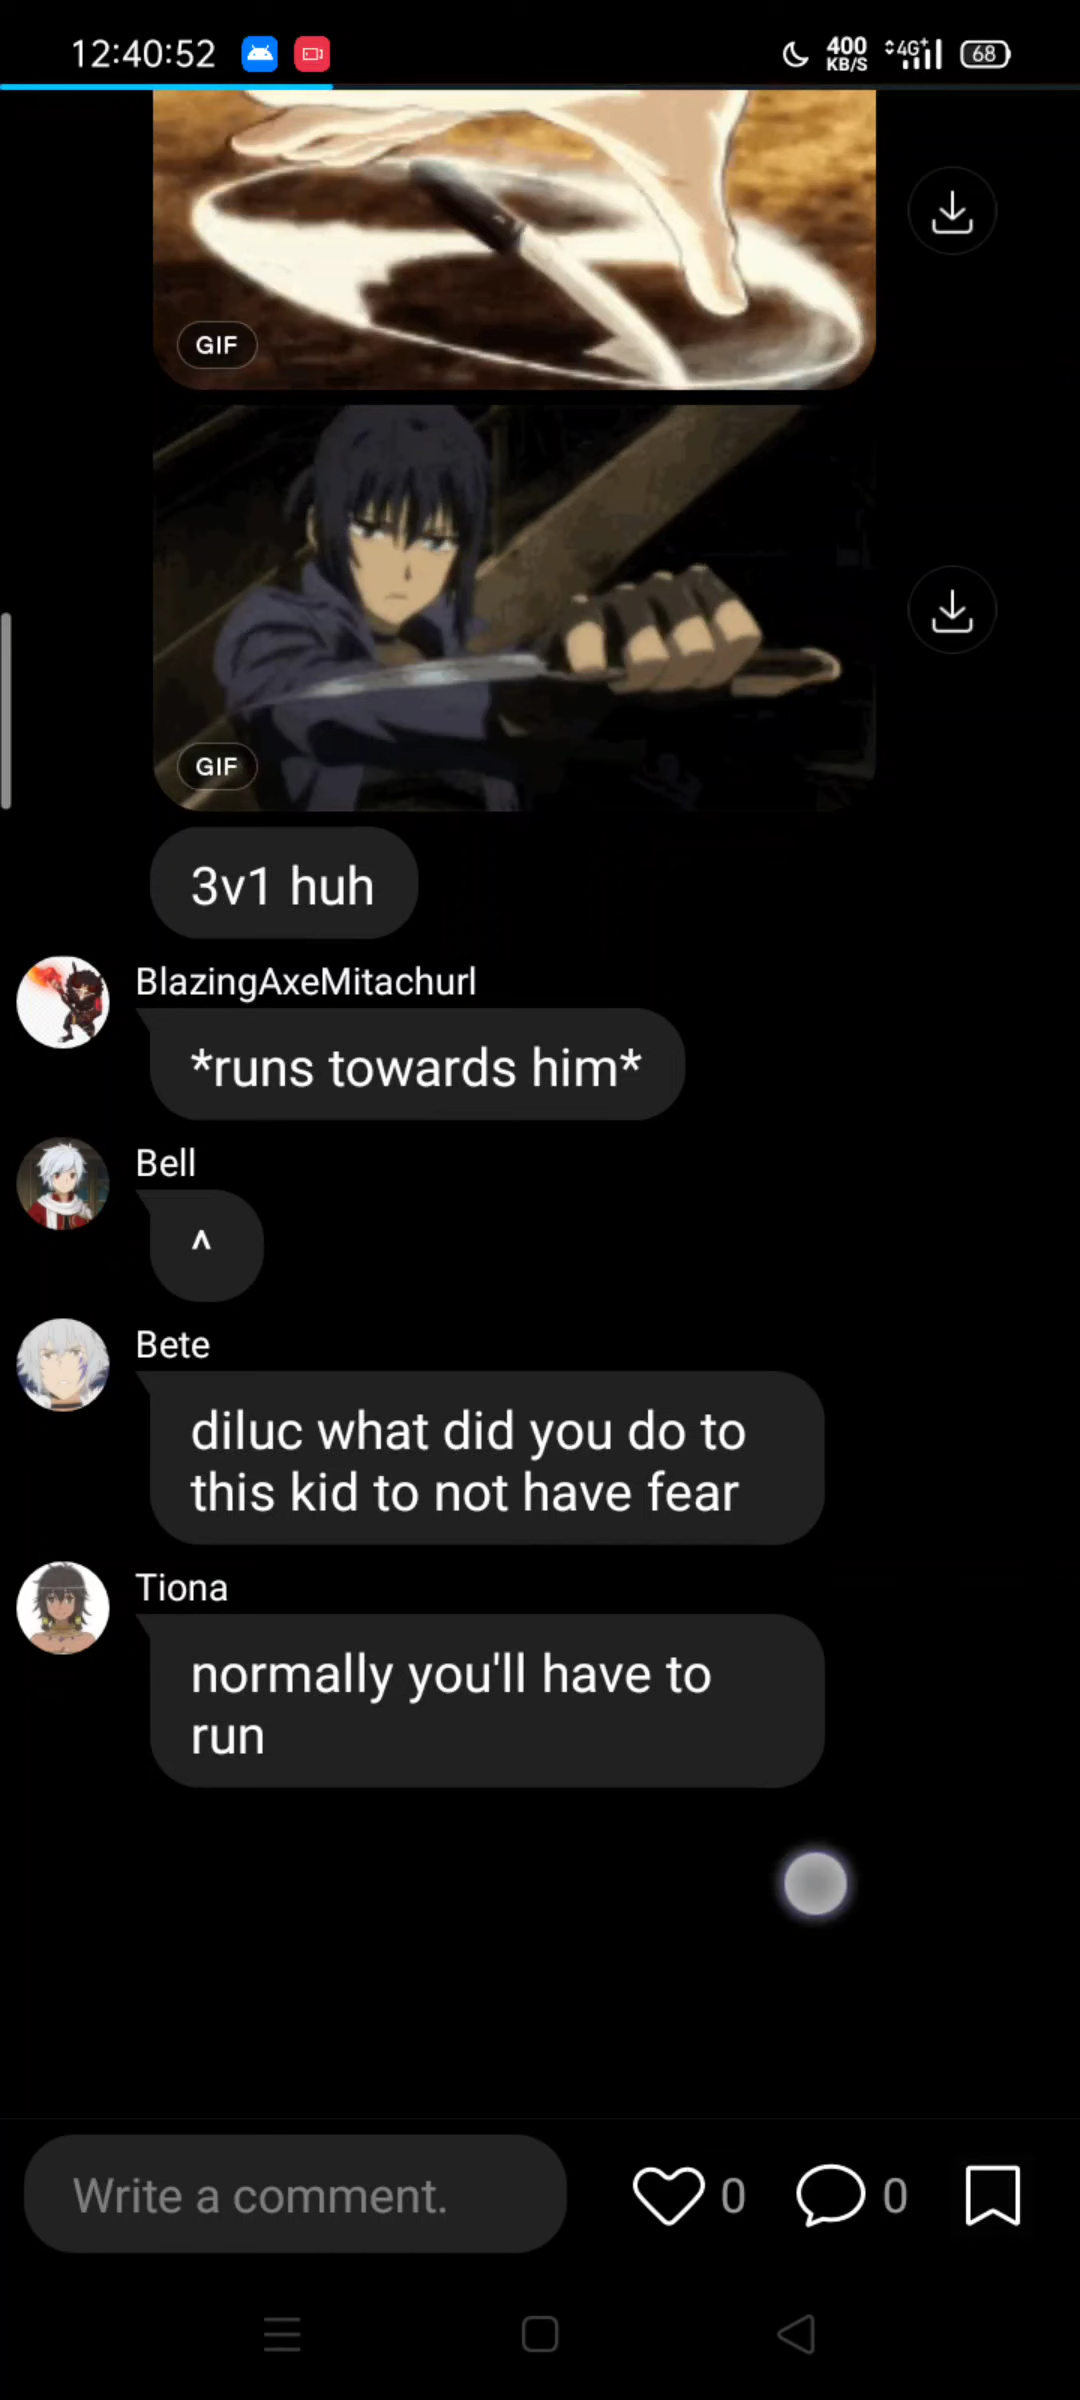 12:40:52
400
KB/S
4G+
68
GIF
GIF
3v1 huh
BlazingAxeMitachurl
*runs towards him*
Bell
^
Bete
diluc what did you do to
this kid to not have fear
Tiona
normally you'll have to
run
Write a comment.
0
0